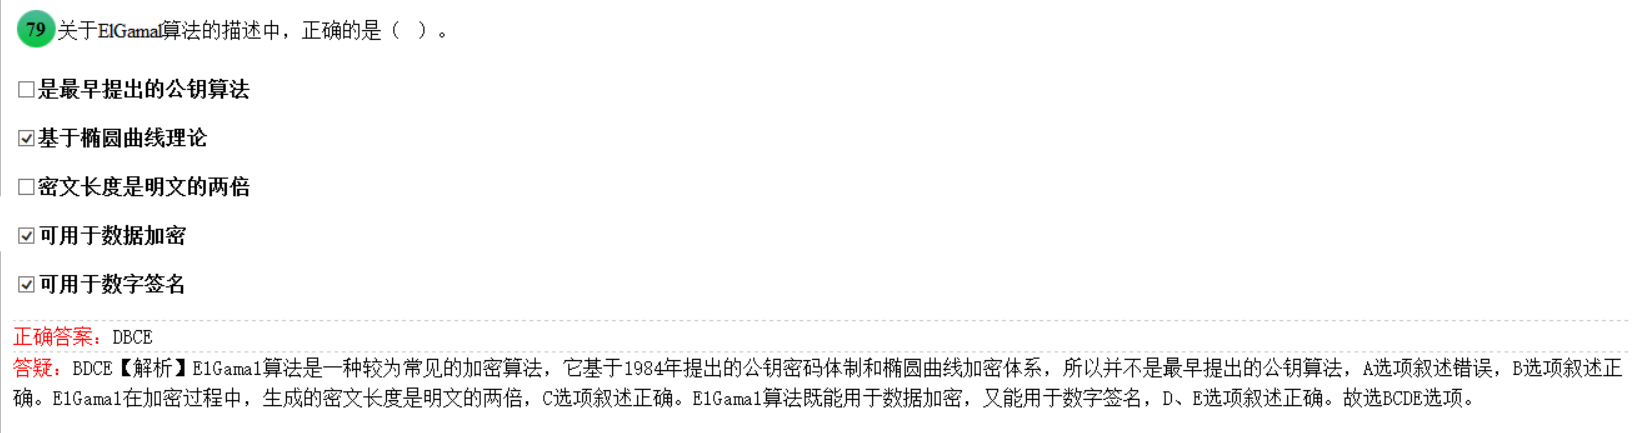 79 关于ElGamal算法的描述中，正确的是（　）。
是最早提出的公钥算法
基于椭圆曲线理论
密文长度是明文的两倍
可用于数据加密
可用于数字签名
正确答案：DBCE
答疑：BDCE【解析】ElGamal算法是一种较为常见的加密算法，它基于1984年提出的公钥密码体制和椭圆曲线加密体系，所以并不是最早提出的公钥算法，A选项叙述错误，B选项叙述正
确。ElGamal在加密过程中，生成的密文长度是明文的两倍，C选项叙述正确。ElGamal算法既能用于数据加密，又能用于数字签名，D、E选项叙述正确。故选BCDE选项。